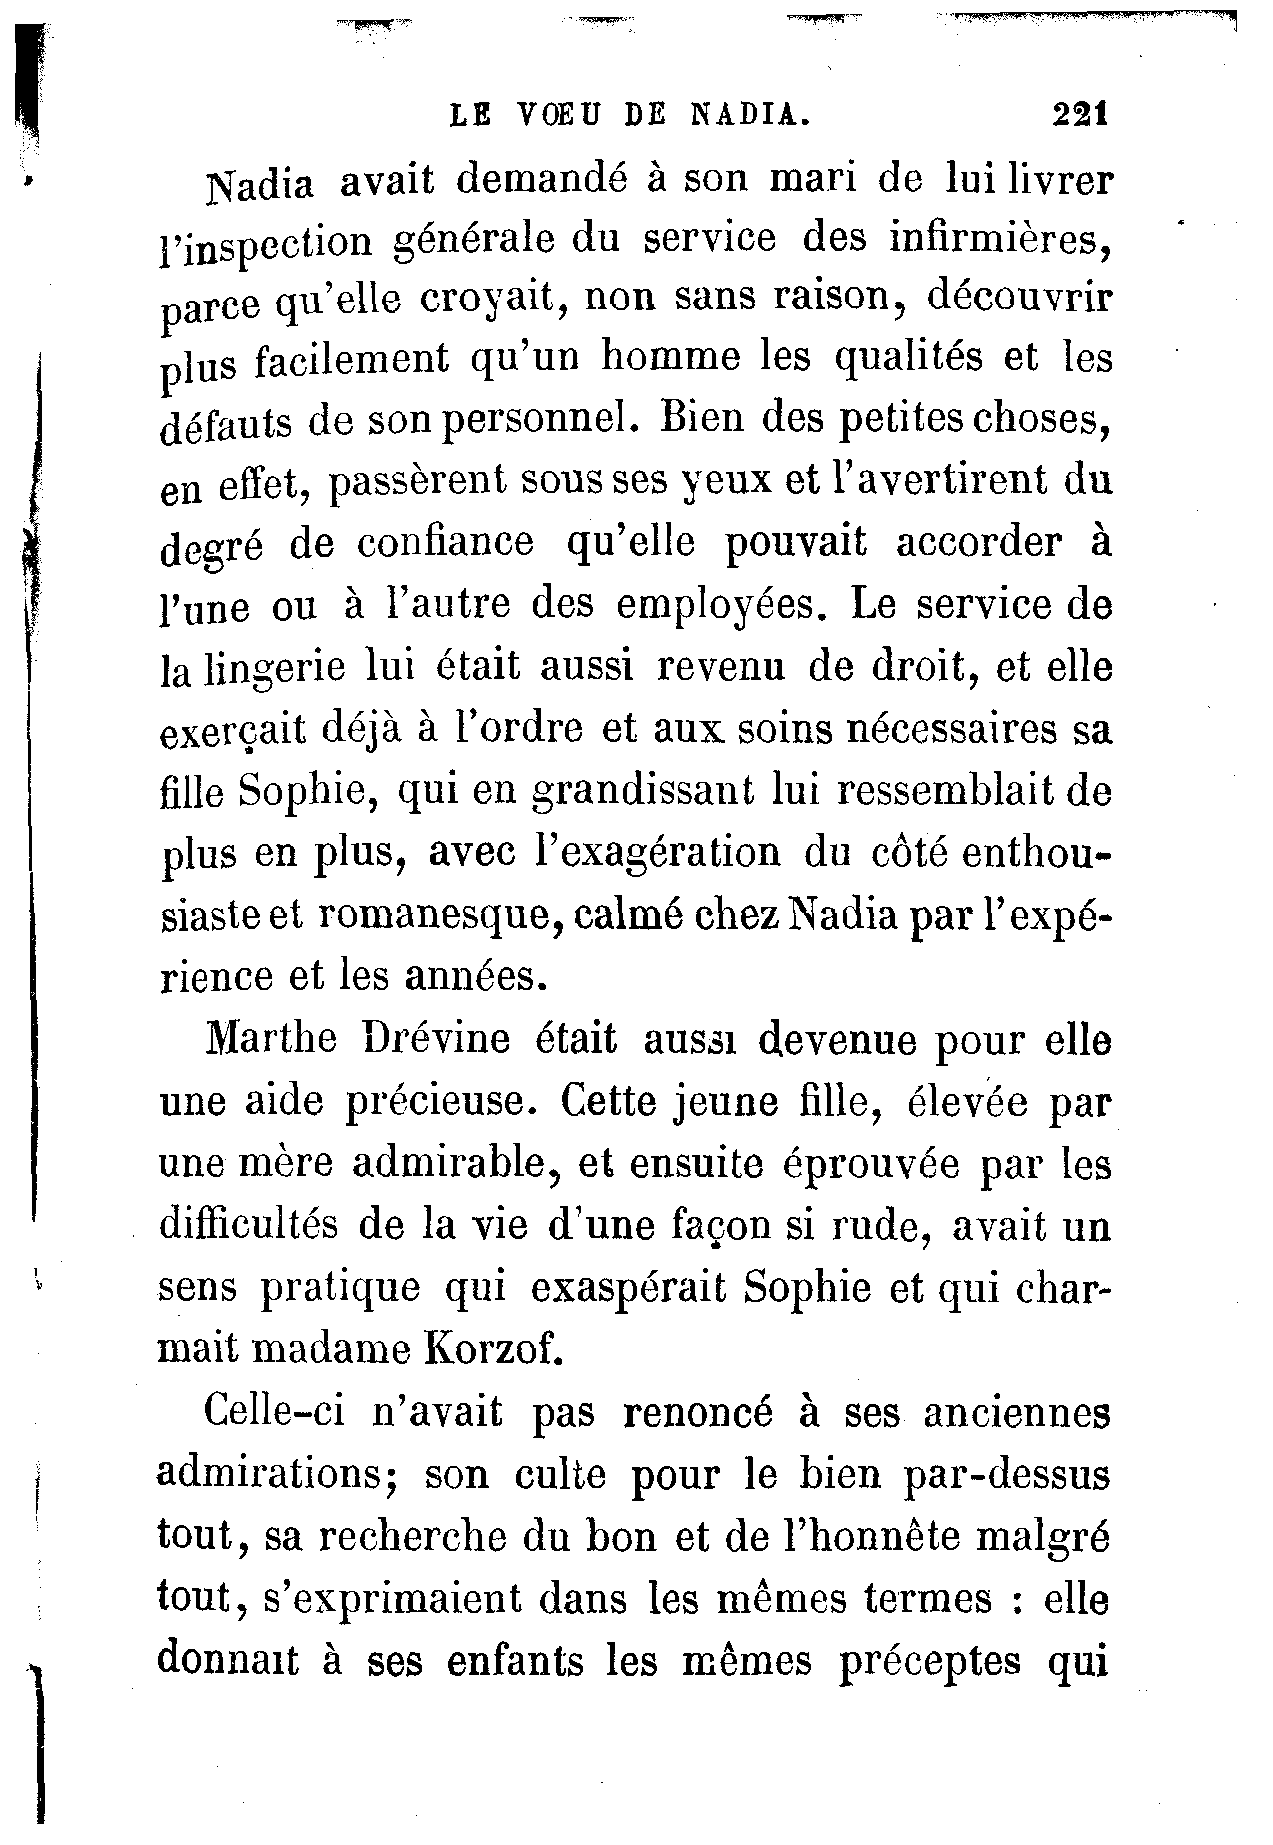 LE VŒU DE NADIA. 221
Nadia avait demandé à son mari de lui livrer
l'inspection générale du service des infirmières,
parce qu'elle croyait, non sans raison, découvrir
plus facilement qu'un homme les qualités et les
défauts de son personnel. Bien des petites choses,
en effet, passèrent sous ses yeux et l'avertirent du
degré de confiance qu'elle pouvait accorder à
l'une ou à l'autre des employées. Le service de
la lingerie lui était aussi revenu de droit, et elle
exerçait déjà à l'ordre et aux soins nécessaires sa
fille Sophie, qui en grandissant lui ressemblait de
plus en plus, avec l'exagération du côté enthou-
siaste et romanesque, calmé chez Nadia par l'expé-
rience et les années.
Marthe Drévine était aussi devenue pour elle
une aide précieuse. Cette jeune fille, élevée par
une mère admirable, et ensuite éprouvée par les
difficultés de la vie d'une façon si rude, avait un
sens pratique qui exaspérait Sophie et qui char-
mait madame Korzof.
Celle-ci n'avait pas renoncé à ses anciennes
admirations; son culte pour le bien par-dessus
tout, sa recherche du bon et de l'honnête malgré
tout, s'exprimaient dans les mêmes termes : elle
donnait à ses enfants les mêmes préceptes qui